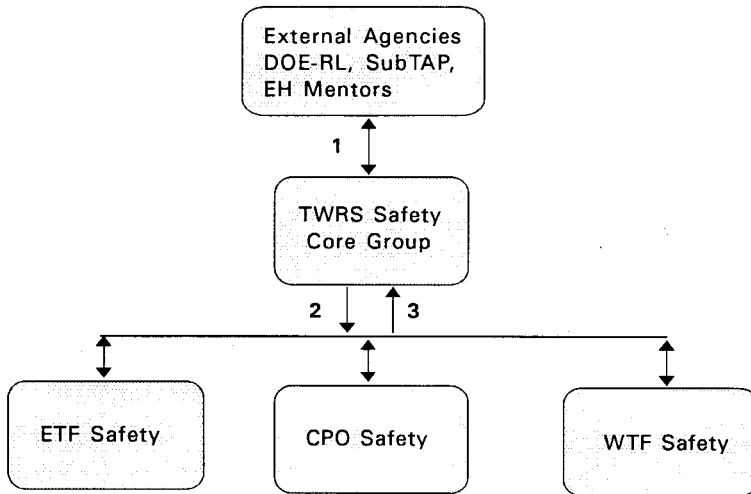 External Agencies
DOE-RL, SubTAP,
EH Mentors
1
TWRS Safety
Core Group
2
3
ETF Safety
CPO Safety
WTF Safety